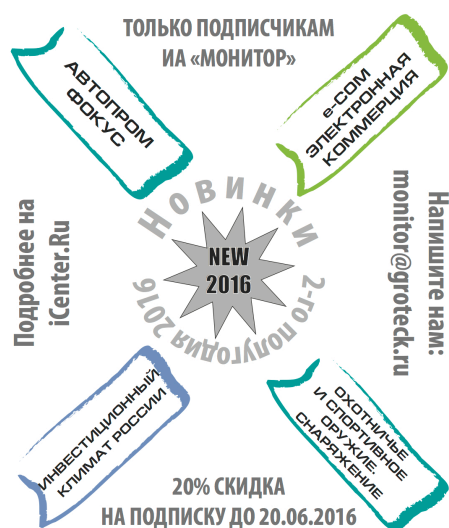 ТОЛЬКО ПОДПИСЧИКАМ
ИА «МОНИТОР»
АВТОПРОМ
ФОКУС
e-COM
ЭЛЕКТРОННАЯ
КОММЕРЦИЯ
Подробнее на
iCenter.Ru
НОВИНКИ
2-го полугодия 2016
NEW
2016
Напишите нам:
monitor@groteck.ru
ИНВЕСТИЦИОННЫЙ
КЛИМАТ РОССИИ
ОХОТНИЧЬЕ
И СПОРТИВНОЕ
ОРУЖИЕ.
СНАРЯЖЕНИЕ
20% СКИДКА
НА ПОДПИСКУ ДО 20.06.2016